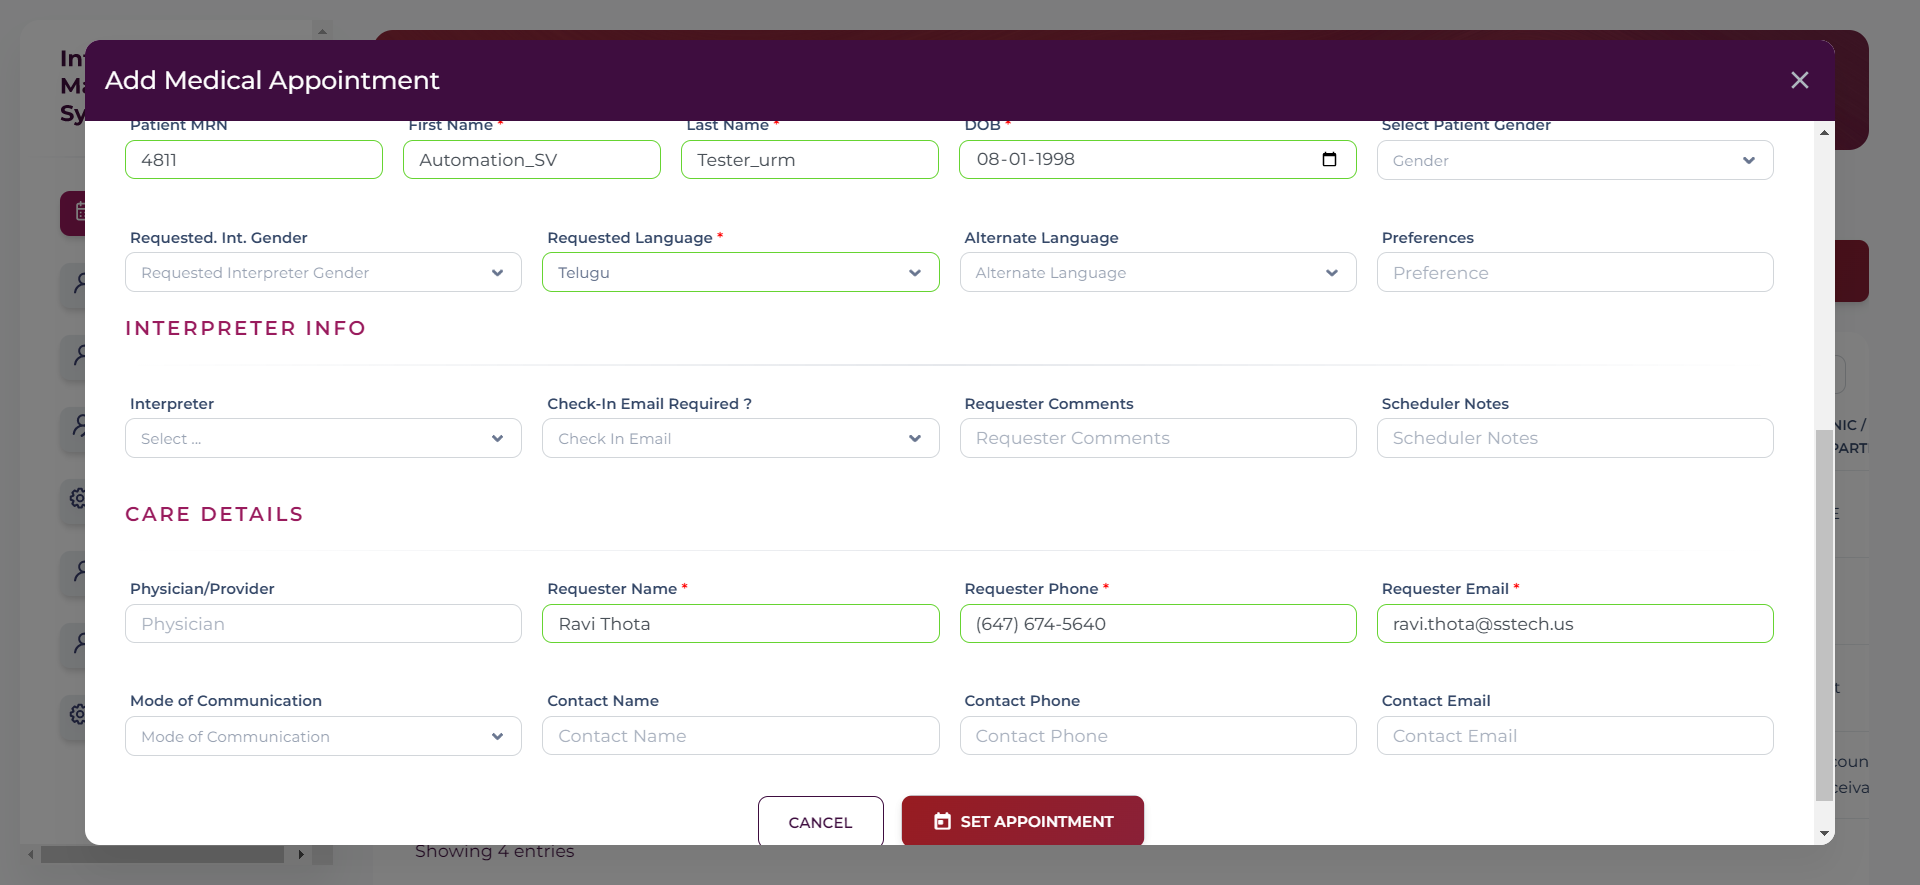 Add Medical Appointment
Patient MRN First Name * Last Name * DOB * Select Patient Gender
4811 Automation_SV Tester_urm 08-01-1998 Gender
Requested. Int. Gender Requested Language * Alternate Language Preferences
Requested Interpreter Gender Telugu Alternate Language Preference
INTERPRETER INFO
Interpreter Check-In Email Required ? Requester Comments Scheduler Notes
Select ... Check In Email Requester Comments Scheduler Notes
CARE DETAILS
Physician/Provider Requester Name * Requester Phone * Requester Email *
Physician Ravi Thota (647) 674-5640 ravi.thota@sstech.us
Mode of Communication Contact Name Contact Phone Contact Email
Mode of Communication Contact Name Contact Phone Contact Email
CANCEL SET APPOINTMENT
Showing 4 entries